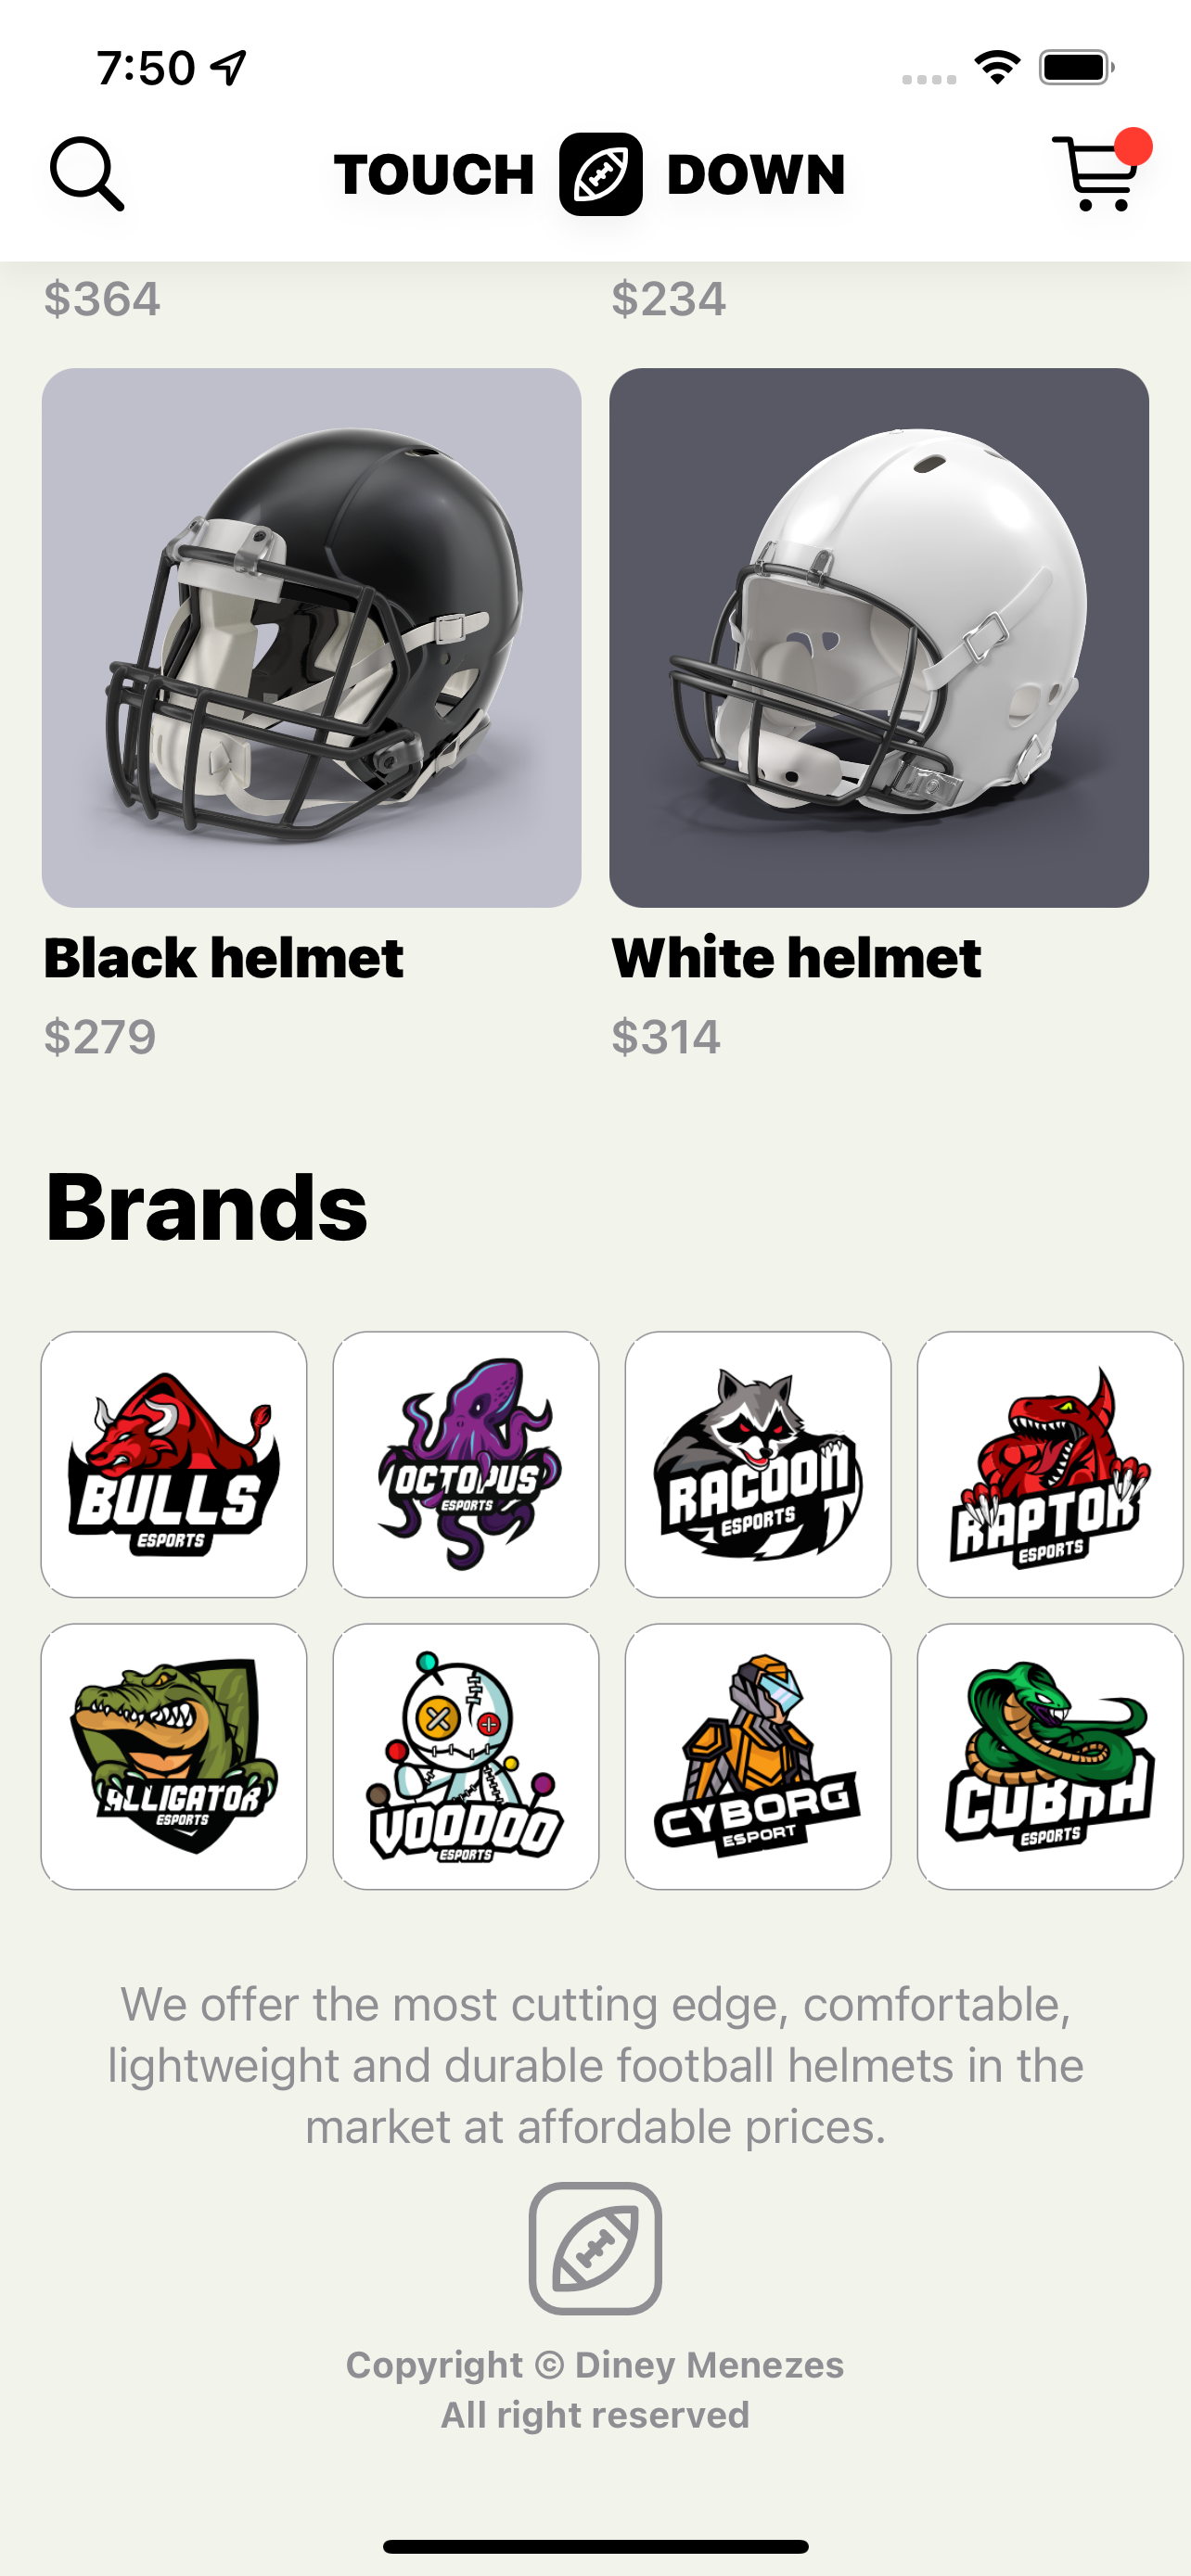 7:50
TOUCH DOWN
$364 $234
Black helmet White helmet
$279 $314
Brands
BULLS
ESPORTS
OCTOPUS
ESPORTS
RACOON
ESPORTS
RAPTOR
ESPORTS
ALLIGATOR
ESPORTS
VOODOO
ESPORTS
CYBORG
ESPORT
COBRA
ESPORTS
We offer the most cutting edge, comfortable,
lightweight and durable football helmets in the
market at affordable prices.
Copyright © Diney Menezes
All right reserved